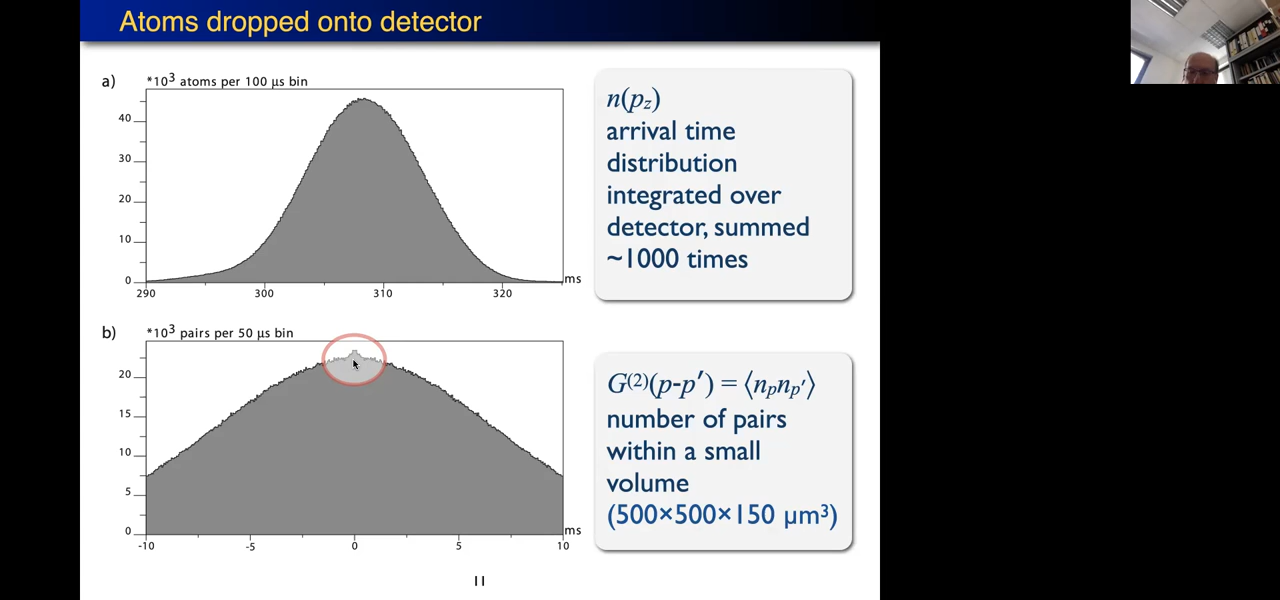 Atoms dropped onto detector
a)
*10³ atoms per 100 µs bin
40
30
20
10
0
290
300
310
320
ms
n(pz)
arrival time
distribution
integrated over
detector, summed
~1000 times
b)
*10³ pairs per 50 µs bin
20
15
10
5
0
-10
-5
0
5
10
ms
G⁽²⁾(p-p′) = ⟨nₚnₚ′⟩
number of pairs
within a small
volume
(500×500×150 µm³)
11